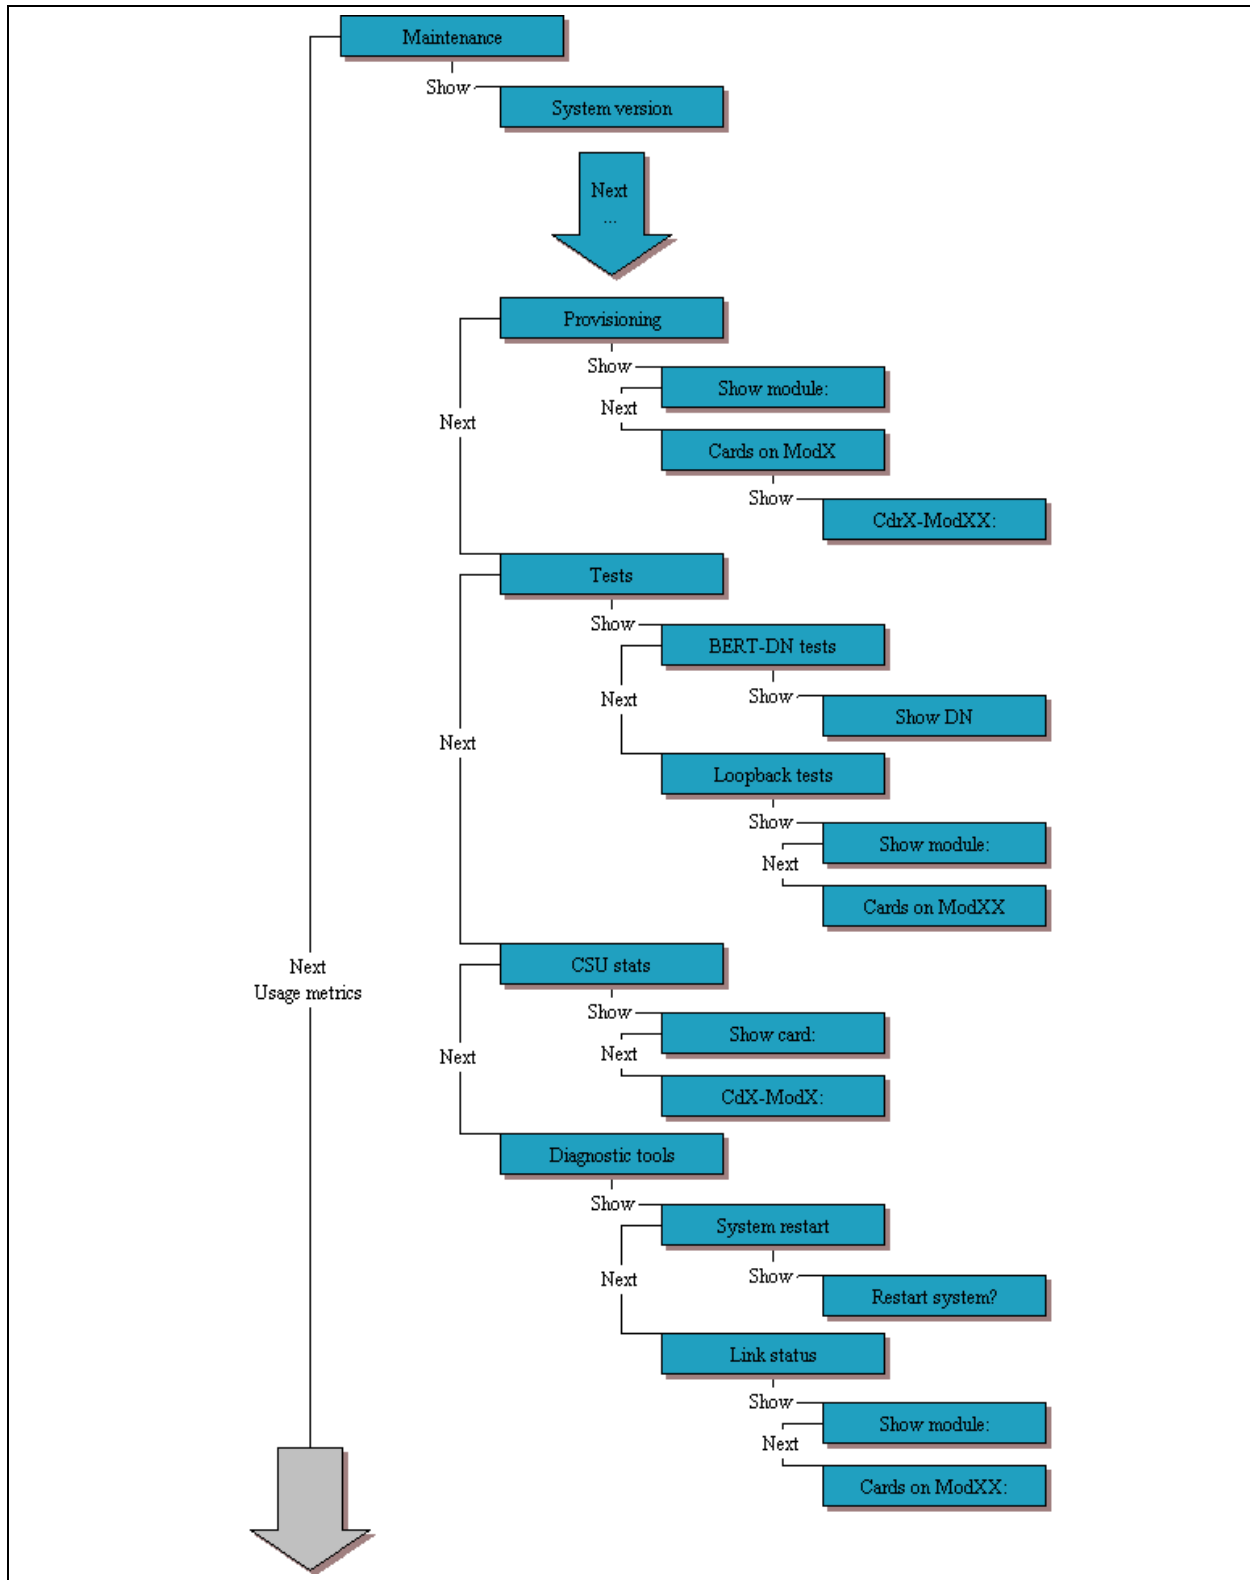 Maintenance
Show
System version
Next
...
Provisioning
Show
Show module:
Next
Next
Cards on ModX
Show
CdrX-ModXX:
Tests
Show
BERT-DN tests
Next
Show
Show DN
Next
Loopback tests
Show
Show module:
Next
Cards on ModXX
CSU stats
Next
Usage metrics
Show
Show card:
Next
Next
CdX-ModX:
Diagnostic tools
Show
System restart
Next
Show
Restart system?
Link status
Show
Show module:
Next
Cards on ModXX: